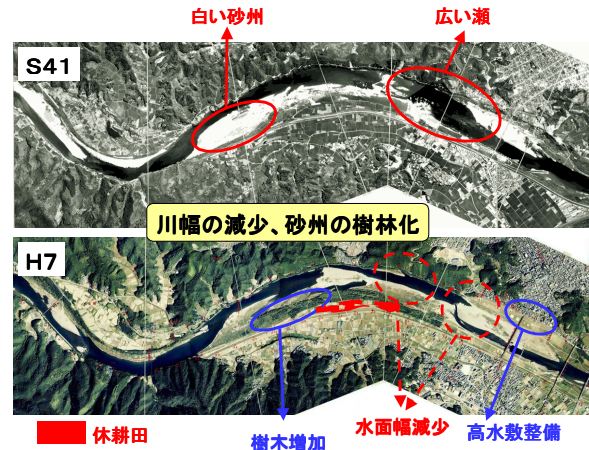 白い砂州
広い瀬
S41
川幅の減少、砂州の樹林化
H7
休耕田
樹木増加
水面幅減少
高水敷整備